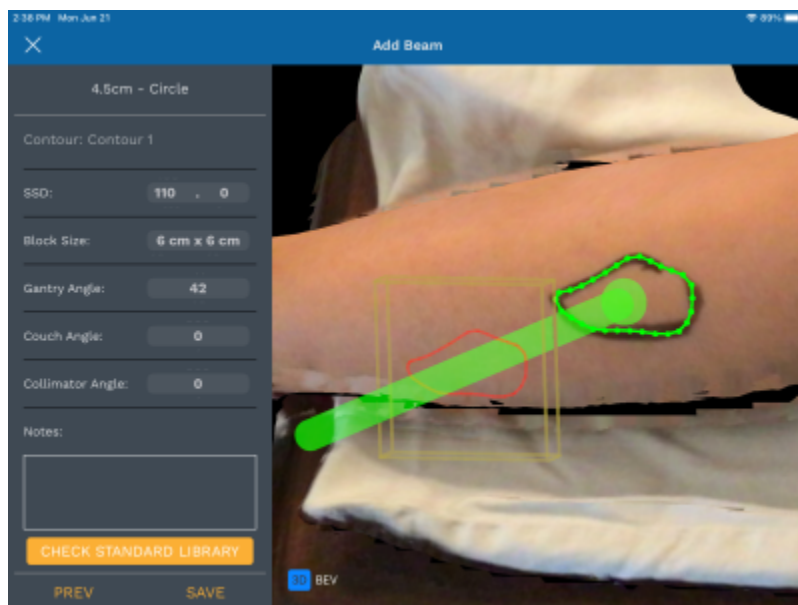 2:38 PM Mon Jun 21
89%
Add Beam
4.5cm - Circle
Contour: Contour 1
SSD: 110 . 0
Block Size: 6 cm x 6 cm
Gantry Angle: 42
Couch Angle: 0
Collimator Angle: 0
Notes:
CHECK STANDARD LIBRARY
PREV SAVE
3D BEV